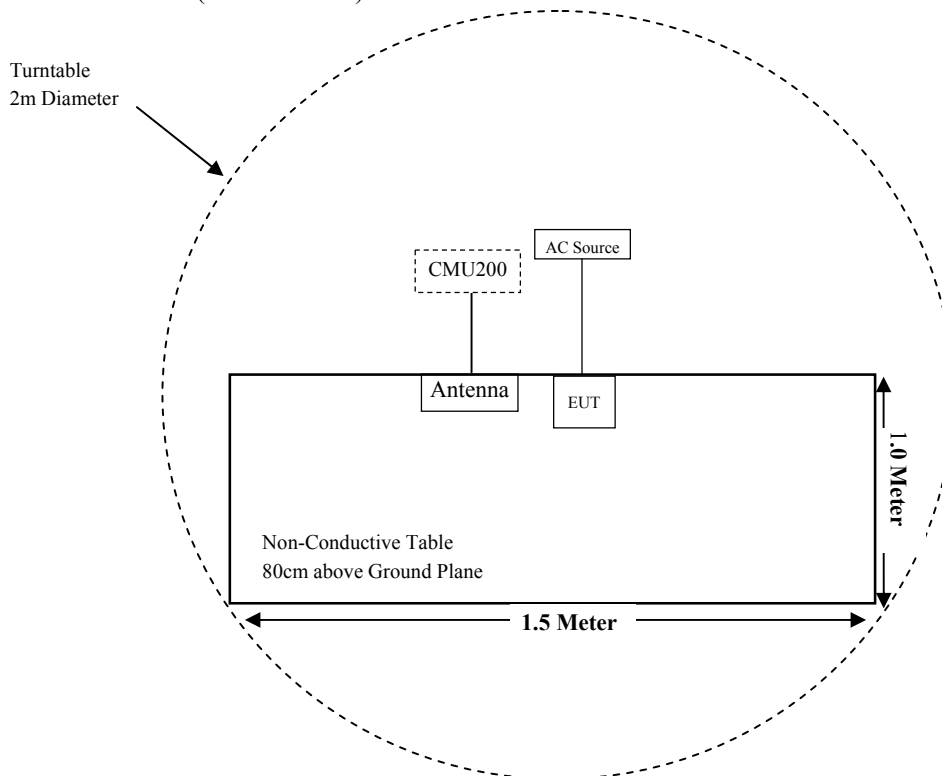 Turntable
2m Diameter
AC Source
CMU200
Antenna
EUT
1.0 Meter
Non-Conductive Table
80cm above Ground Plane
1.5 Meter